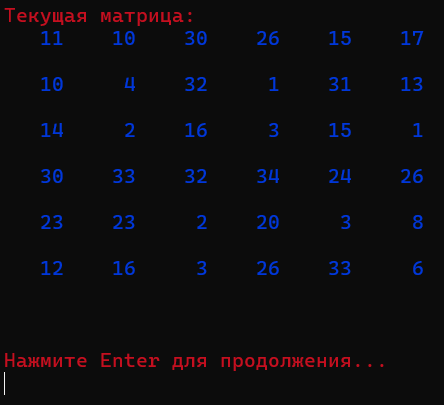 Текущая матрица:
11 10 30 26 15 17
10 4 32 1 31 13
14 2 16 3 15 1
30 33 32 34 24 26
23 23 2 20 3 8
12 16 3 26 33 6
Нажмите Enter для продолжения...